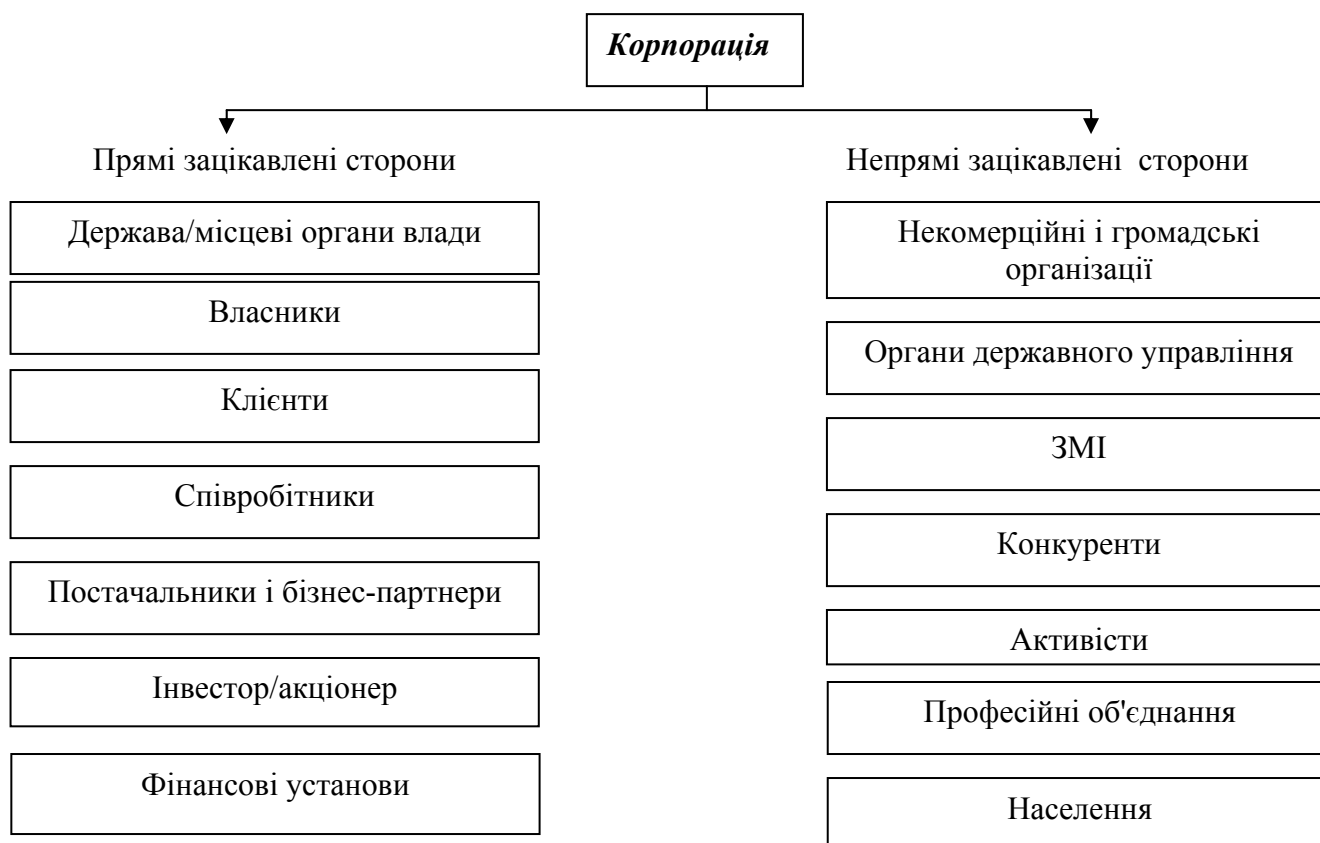 Корпорація
Прямі зацікавлені сторони
Держава/місцеві органи влади
Власники
Клієнти
Співробітники
Постачальники і бізнес-партнери
Інвестор/акціонер
Фінансові установи
Непрямі зацікавлені сторони
Некомерційні і громадські
організації
Органи державного управління
ЗМІ
Конкуренти
Активісти
Професійні об'єднання
Населення